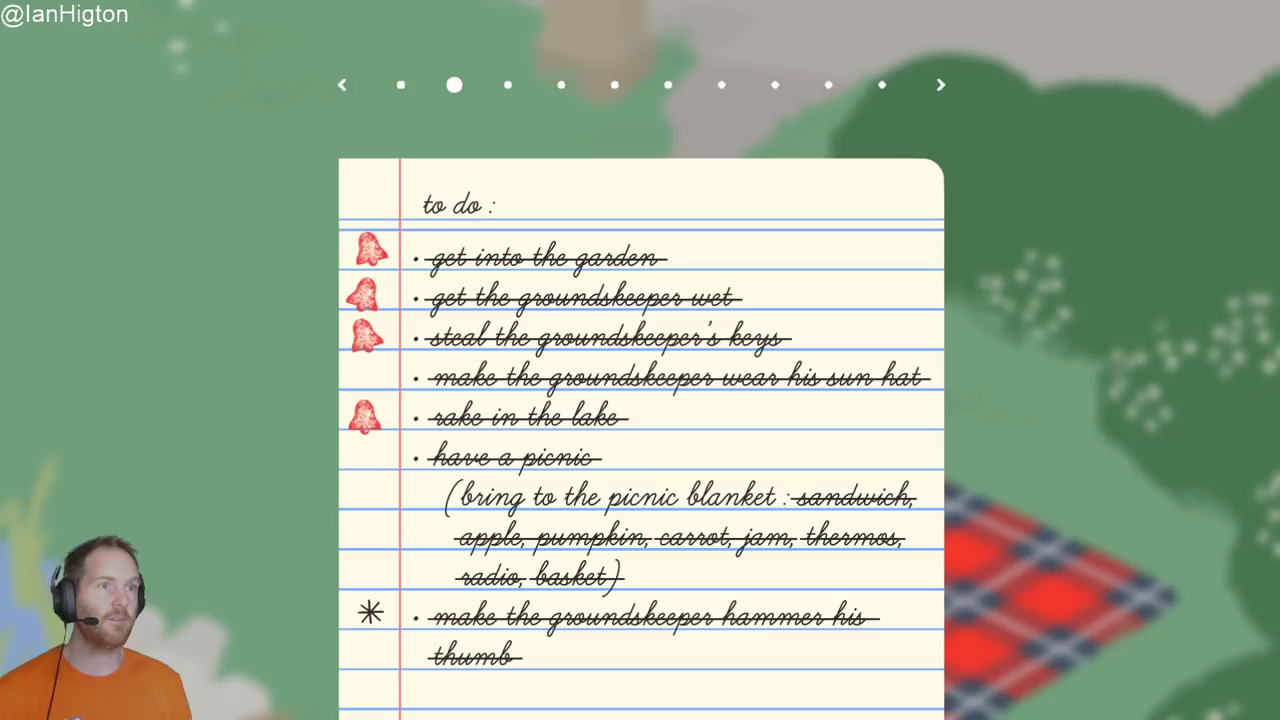 @IanHigton
to do :
• get into the garden
• get the groundskeeper wet
• steal the groundskeeper's keys
• make the groundskeeper wear his sun hat
• rake in the lake
• have a picnic
(bring to the picnic blanket : sandwich,
apple, pumpkin, carrot, jam, thermos,
radio, basket)
• make the groundskeeper hammer his
thumb